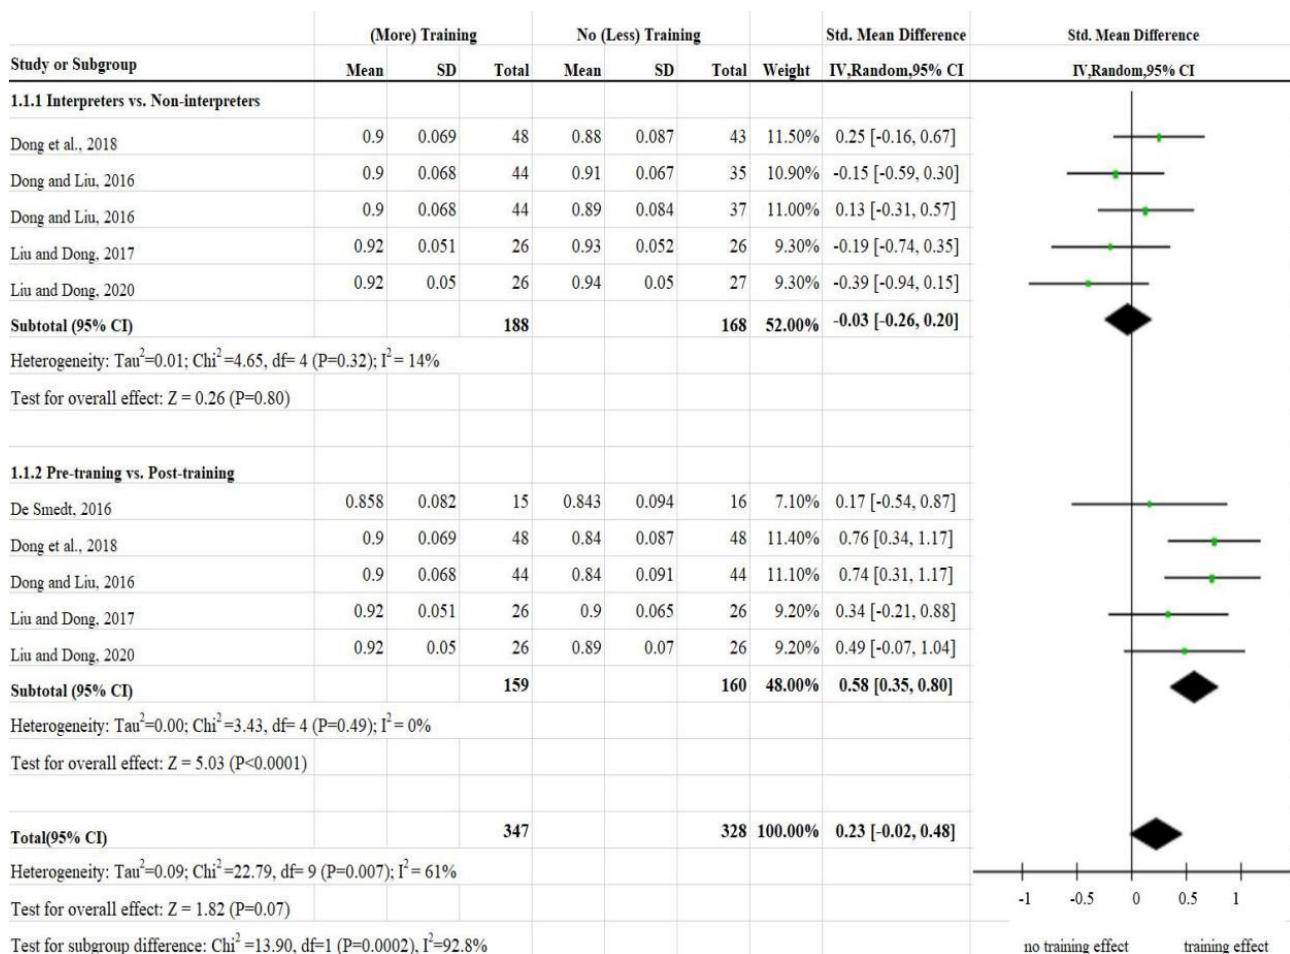 (More) Training No (Less) Training Std. Mean Difference Std. Mean Difference
Study or Subgroup Mean SD Total Mean SD Total Weight IV,Random,95% CI IV,Random,95% CI
1.1.1 Interpreters vs. Non-interpreters
Dong et al., 2018 0.9 0.069 48 0.88 0.087 43 11.50% 0.25 [-0.16, 0.67]
Dong and Liu, 2016 0.9 0.068 44 0.91 0.067 35 10.90% -0.15 [-0.59, 0.30]
Dong and Liu, 2016 0.9 0.068 44 0.89 0.084 37 11.00% 0.13 [-0.31, 0.57]
Liu and Dong, 2017 0.92 0.051 26 0.93 0.052 26 9.30% -0.19 [-0.74, 0.35]
Liu and Dong, 2020 0.92 0.05 26 0.94 0.05 27 9.30% -0.39 [-0.94, 0.15]
Subtotal (95% CI) 188 168 52.00% -0.03 [-0.26, 0.20]
Heterogeneity: Tau²=0.01; Chi²=4.65, df= 4 (P=0.32); I²= 14%
Test for overall effect: Z = 0.26 (P=0.80)
1.1.2 Pre-traning vs. Post-training
De Smedt, 2016 0.858 0.082 15 0.843 0.094 16 7.10% 0.17 [-0.54, 0.87]
Dong et al., 2018 0.9 0.069 48 0.84 0.087 48 11.40% 0.76 [0.34, 1.17]
Dong and Liu, 2016 0.9 0.068 44 0.84 0.091 44 11.10% 0.74 [0.31, 1.17]
Liu and Dong, 2017 0.92 0.051 26 0.9 0.065 26 9.20% 0.34 [-0.21, 0.88]
Liu and Dong, 2020 0.92 0.05 26 0.89 0.07 26 9.20% 0.49 [-0.07, 1.04]
Subtotal (95% CI) 159 160 48.00% 0.58 [0.35, 0.80]
Heterogeneity: Tau²=0.00; Chi²=3.43, df= 4 (P=0.49); I²= 0%
Test for overall effect: Z = 5.03 (P<0.0001)
Total(95% CI) 347 328 100.00% 0.23 [-0.02, 0.48]
Heterogeneity: Tau²=0.09; Chi²=22.79, df= 9 (P=0.007); I²= 61%
Test for overall effect: Z = 1.82 (P=0.07)
-1 -0.5 0 0.5 1
Test for subgroup difference: Chi² =13.90, df=1 (P=0.0002), I²=92.8%
no training effect training effect